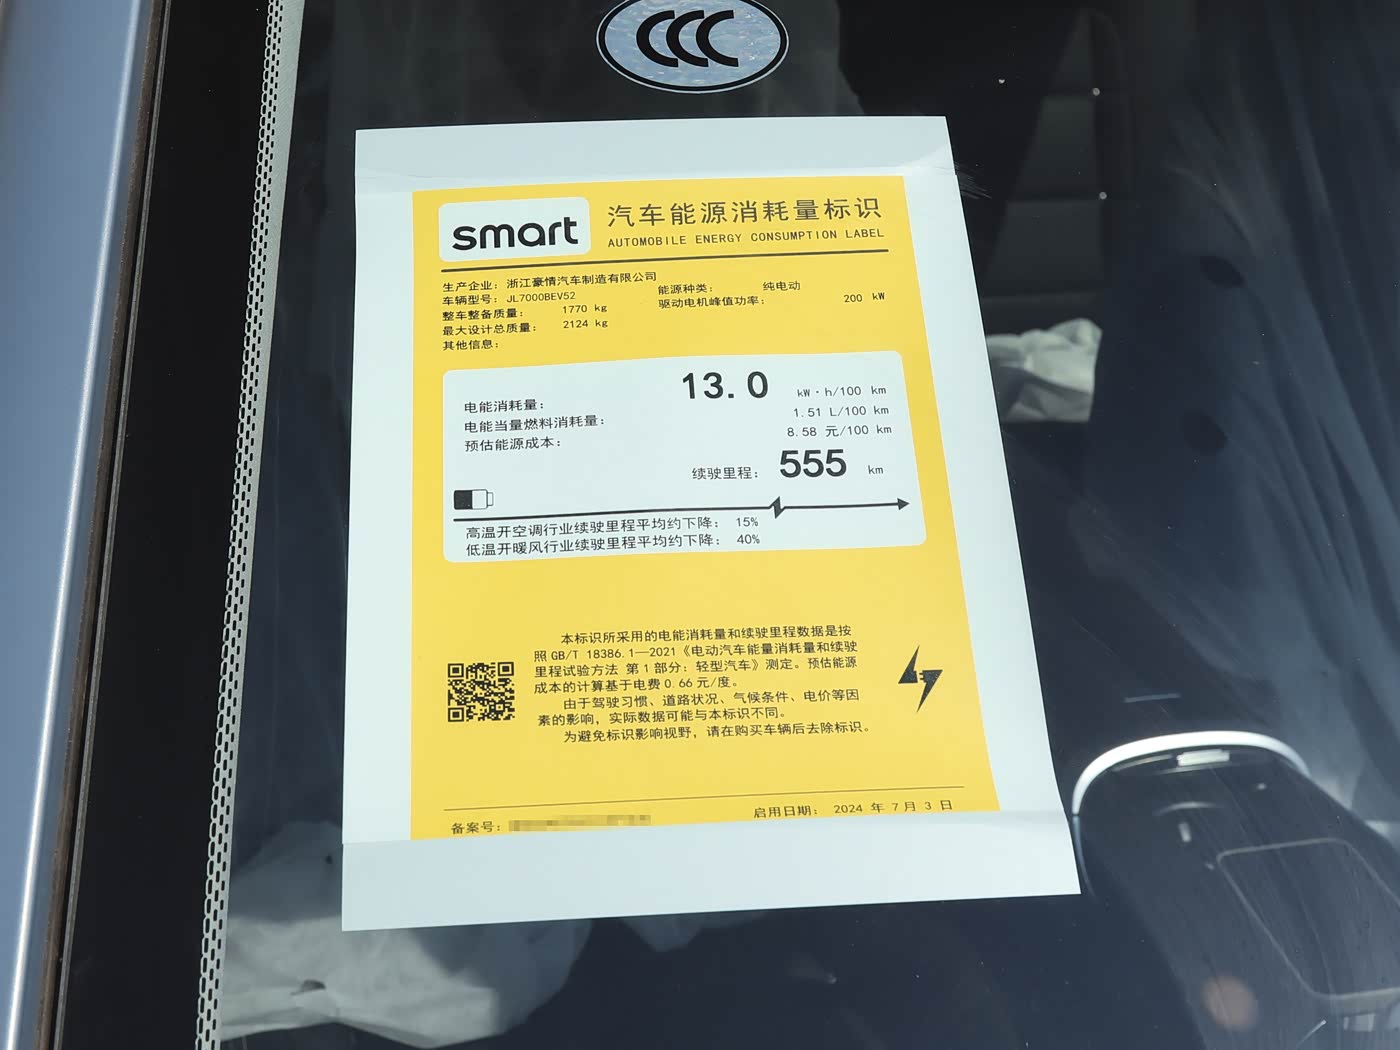 CCC
smart
汽车能源消耗量标识
AUTOMOBILE ENERGY CONSUMPTION LABEL
生产企业：浙江豪情汽车制造有限公司
车辆型号：JL7000BEV52
能源种类： 纯电动
整车整备质量： 1770 kg
驱动电机峰值功率： 200 kW
最大设计总质量： 2124 kg
其他信息：
电能消耗量： 13.0 kW·h/100 km
电能当量燃料消耗量： 1.51 L/100 km
预估能源成本： 8.58 元/100 km
续驶里程： 555 km
高温开空调行业续驶里程平均约下降： 15%
低温开暖风行业续驶里程平均约下降： 40%
本标识所采用的电能消耗量和续驶里程数据是按
照 GB/T 18386.1—2021《电动汽车能量消耗量和续驶
里程试验方法 第1部分：轻型汽车》测定。预估能源
成本的计算基于电费 0.66 元/度。
由于驾驶习惯、道路状况、气候条件、电价等因
素的影响，实际数据可能与本标识不同。
为避免标识影响视野，请在购买车辆后去除标识。
备案号：
启用日期： 2024 年 7 月 3 日